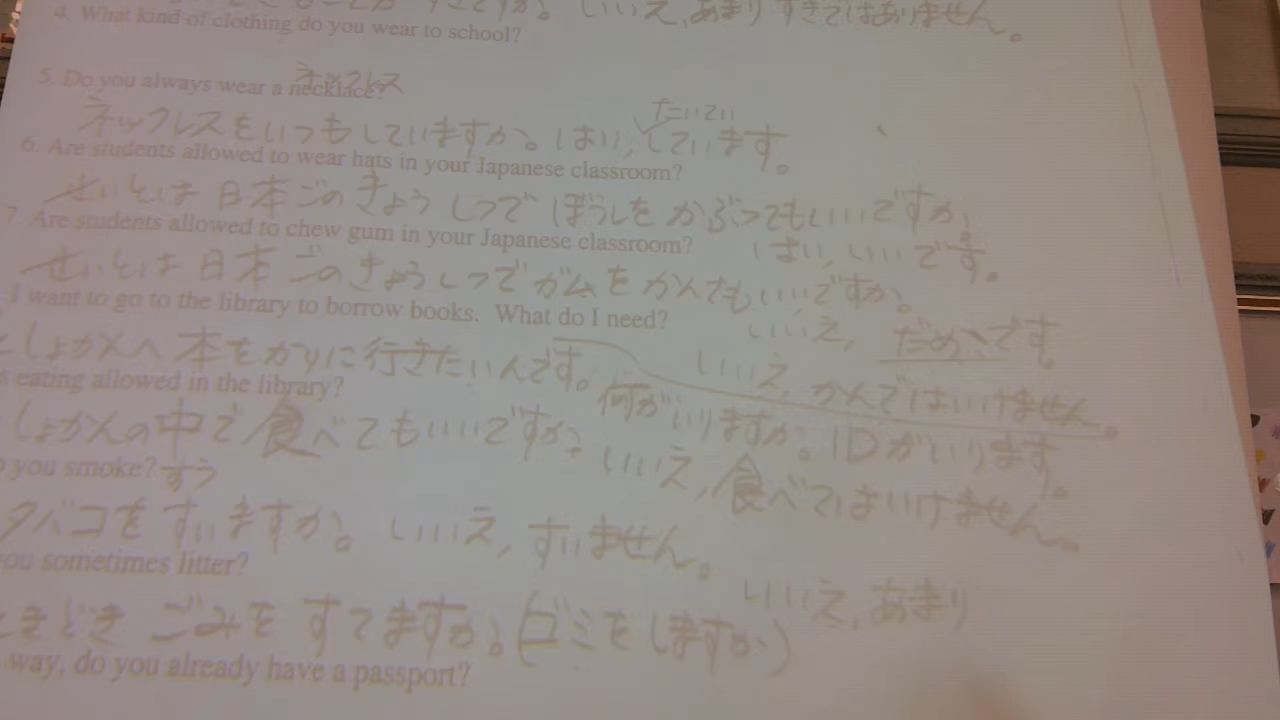 すきですか。いいえ、あまりすきではありません。
4. What kind of clothing do you wear to school?
5. Do you always wear a necklace?
ネックレス
たいてい
ネックレスをいつもしていますか。はい、しています。
6. Are students allowed to wear hats in your Japanese classroom?
せいとは日本ごのきょうしつでぼうしをかぶってもいいですか。
はい、いいです。
7. Are students allowed to chew gum in your Japanese classroom?
せいとは日本ごのきょうしつでガムをかんでもいいですか。
いいえ、だめです。
いいえ、かんではいけません。
I want to go to the library to borrow books. What do I need?
としょかんへ本をかりに行きたいんです。何がいりますか。IDがいります。
eating allowed in the library?
しょかんの中で食べてもいいですか。いいえ、食べてはいけません。
you smoke? すう
タバコをすいますか。いいえ、すいません。
you sometimes litter?
ときどきごみをすてますか。(ゴミをしますか)
いいえ、あまり
way, do you already have a passport?